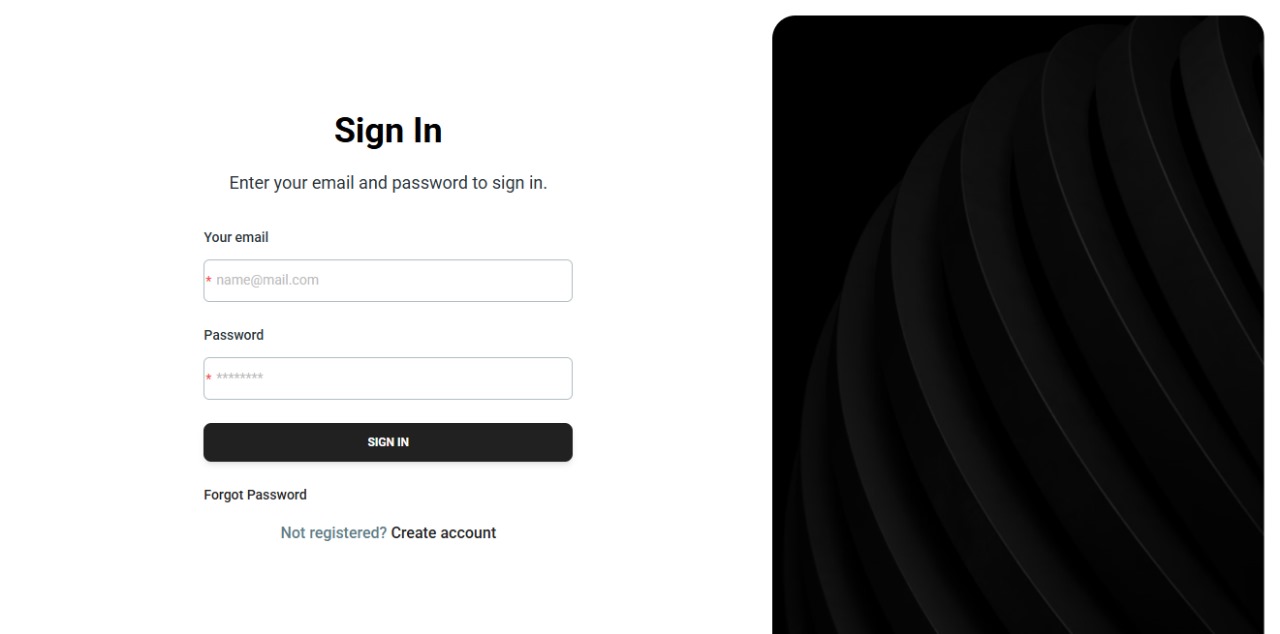 Sign In
Enter your email and password to sign in.
Your email
* name@mail.com
Password
* ********
SIGN IN
Forgot Password
Not registered? Create account